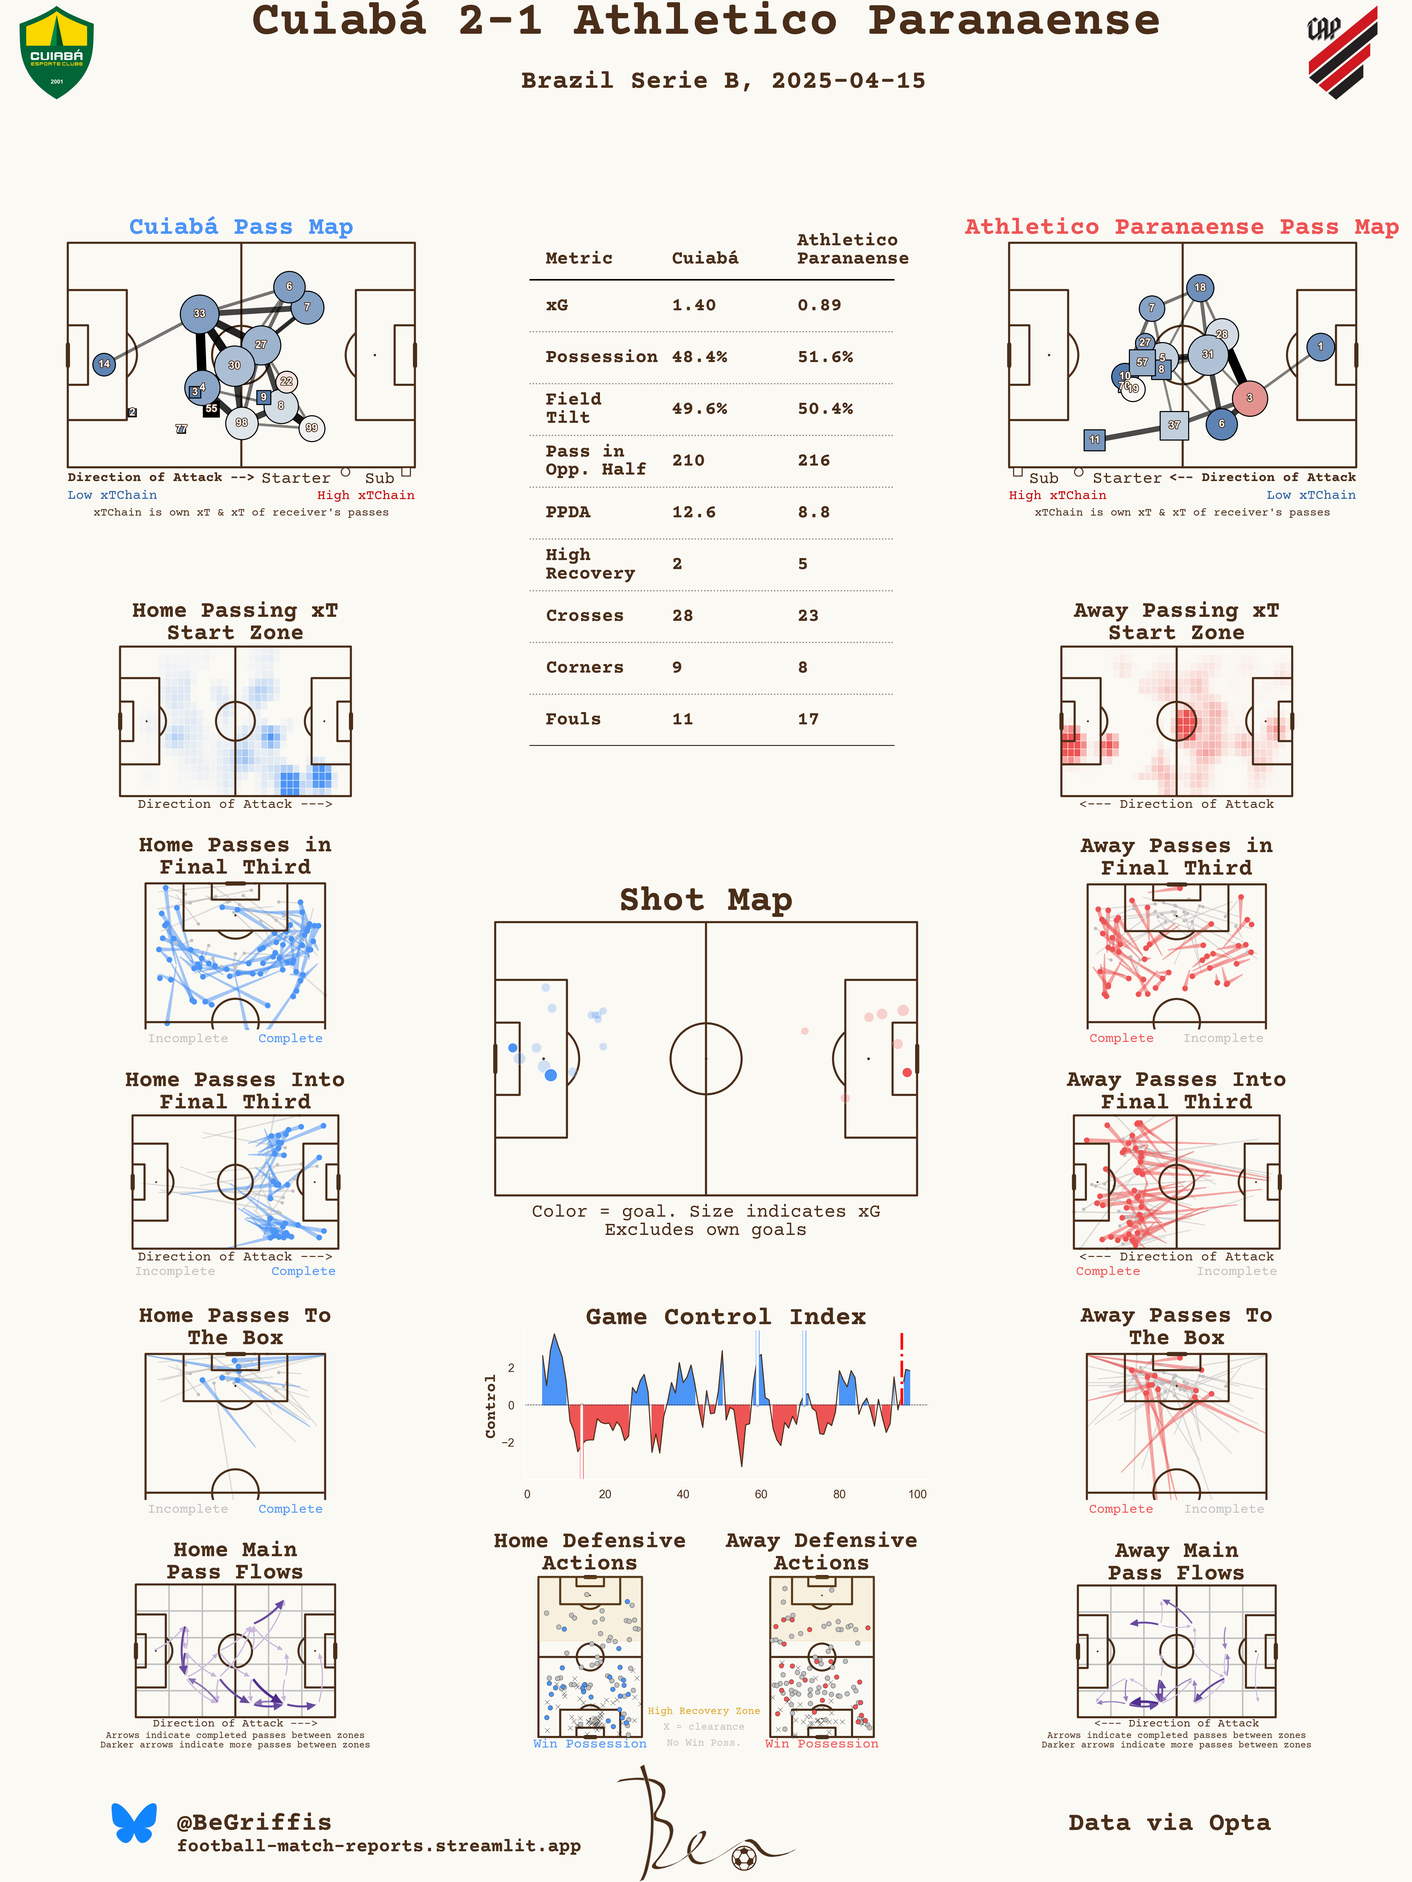 Cuiabá 2-1 Athletico Paranaense
Brazil Serie B, 2025-04-15
CUIABÁ
ESPORTE CLUBE
2001
CAP
Cuiabá Pass Map
6
7
33
27
14
30
4
3
22
9
8
55
2
77
98
99
Direction of Attack --> Starter Sub
Low xTChain High xTChain
xTChain is own xT & xT of receiver's passes
Metric Cuiabá Athletico Paranaense
xG 1.40 0.89
Possession 48.4% 51.6%
Field Tilt 49.6% 50.4%
Pass in Opp. Half 210 216
PPDA 12.6 8.8
High Recovery 2 5
Crosses 28 23
Corners 9 8
Fouls 11 17
Athletico Paranaense Pass Map
18
7
28
27
5
31
1
57
8
10
19
3
37
6
11
Sub Starter <-- Direction of Attack
High xTChain Low xTChain
xTChain is own xT & xT of receiver's passes
Home Passing xT
Start Zone
Direction of Attack --->
Away Passing xT
Start Zone
<--- Direction of Attack
Home Passes in
Final Third
Incomplete Complete
Away Passes in
Final Third
Complete Incomplete
Shot Map
Color = goal. Size indicates xG
Excludes own goals
Home Passes Into
Final Third
Direction of Attack --->
Incomplete Complete
Away Passes Into
Final Third
<--- Direction of Attack
Complete Incomplete
Home Passes To
The Box
Incomplete Complete
Game Control Index
Control
2
0
−2
0 20 40 60 80 100
Away Passes To
The Box
Complete Incomplete
Home Main
Pass Flows
Direction of Attack --->
Arrows indicate completed passes between zones
Darker arrows indicate more passes between zones
Home Defensive
Actions
Win Possession
High Recovery Zone
X = clearance
No Win Poss.
Away Defensive
Actions
Win Possession
Away Main
Pass Flows
<--- Direction of Attack
Arrows indicate completed passes between zones
Darker arrows indicate more passes between zones
@BeGriffis
football-match-reports.streamlit.app
Ben
Data via Opta